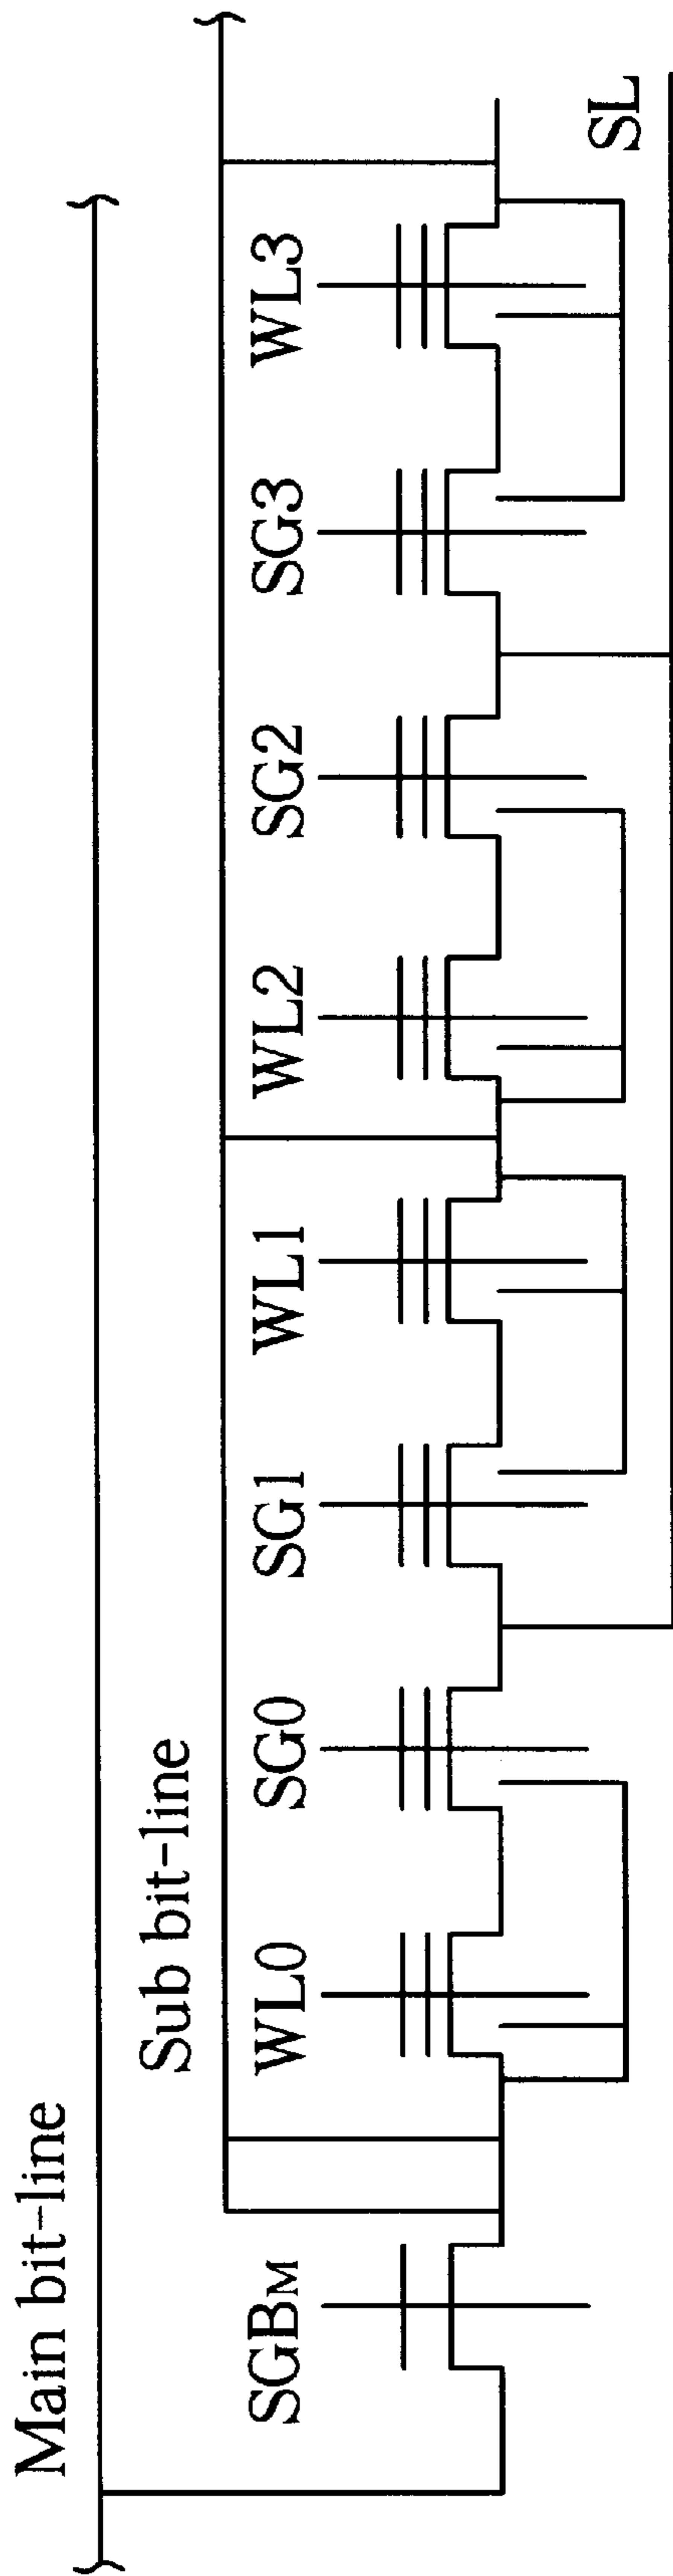 Main bit-line
Sub bit-line
SGBM
WL0
SG0
SG1
WL1
WL2
SG2
SG3
WL3
SL